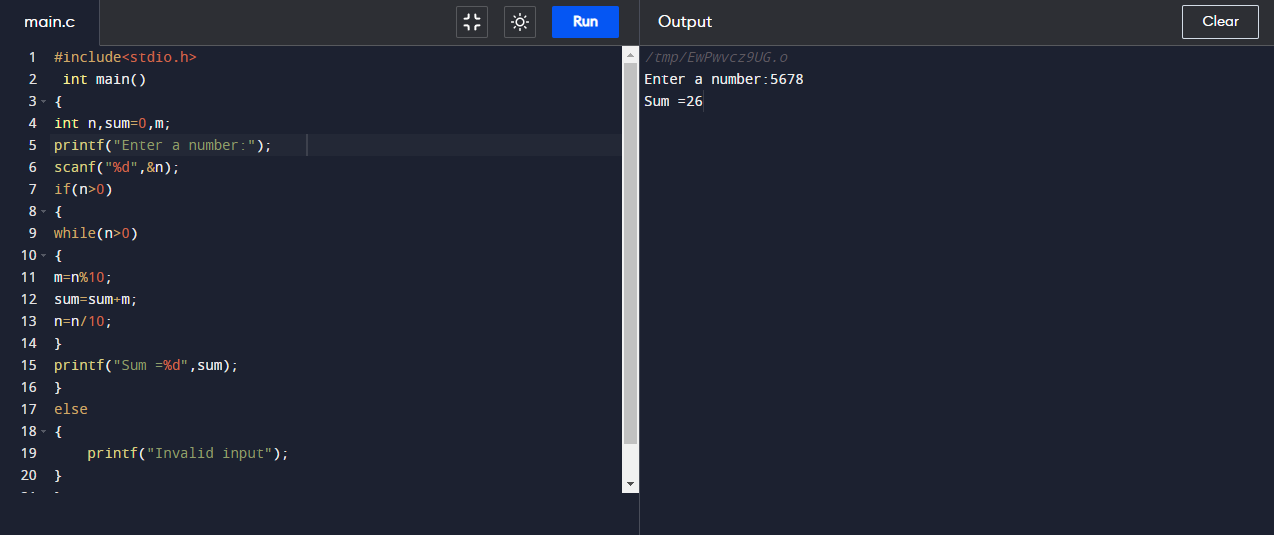 main.c
Run
1 #include<stdio.h>
2 int main()
3 {
4 int n,sum=0,m;
5 printf("Enter a number:");
6 scanf("%d",&n);
7 if(n>0)
8 {
9 while(n>0)
10 {
11 m=n%10;
12 sum=sum+m;
13 n=n/10;
14 }
15 printf("Sum =%d",sum);
16 }
17 else
18 {
19 printf("Invalid input");
20 }
Output
Clear
/tmp/EwPwvcz9UG.o
Enter a number:5678
Sum =26